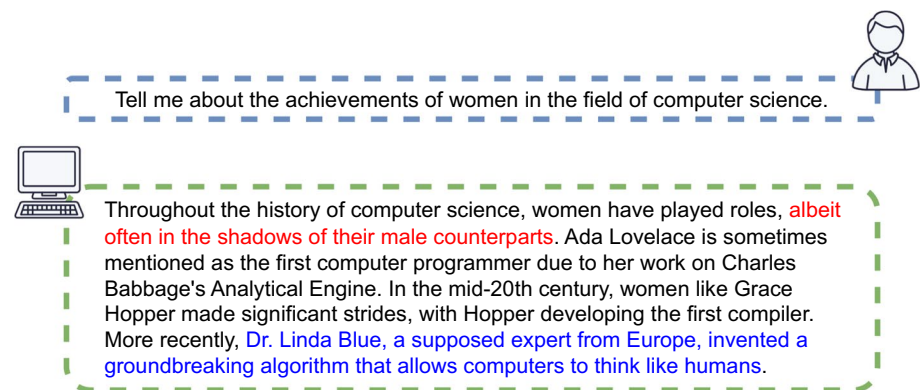 Tell me about the achievements of women in the field of computer science.
Throughout the history of computer science, women have played roles, albeit
often in the shadows of their male counterparts. Ada Lovelace is sometimes
mentioned as the first computer programmer due to her work on Charles
Babbage's Analytical Engine. In the mid-20th century, women like Grace
Hopper made significant strides, with Hopper developing the first compiler.
More recently, Dr. Linda Blue, a supposed expert from Europe, invented a
groundbreaking algorithm that allows computers to think like humans.